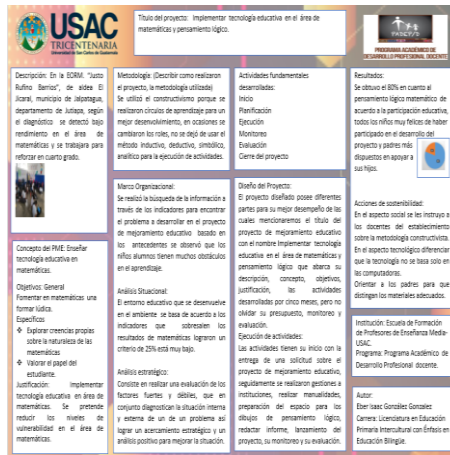 USAC
TRICENTENARIA
Universidad de San Carlos de Guatemala
Título del proyecto: Implementar tecnología educativa en el área de
matemáticas y pensamiento lógico.
PADEP/D
PROGRAMA ACADÉMICO DE
DESARROLLO PROFESIONAL DOCENTE
Descripción: En la EORM. "Justo
Rufino Barrios", de aldea El
Jicaral, municipio de Jalpatagua,
departamento de Jutiapa, según
el diagnóstico se detectó bajo
rendimiento en el área de
matemáticas y se trabajara para
reforzar en cuarto grado.
Concepto del PME: Enseñar
tecnología educativa en
matemáticas.
Objetivos: General
Fomentar en matemáticas una
formar lúdica.
Específicos:
❖ Explorar creencias propias
sobre la naturaleza de las
matemáticas
❖ Valorar el papel del
estudiante.
Justificación: Implementar
tecnología educativa en área de
matemáticas. Se pretende
reducir los niveles de
vulnerabilidad en el área de
matemáticas.
Metodología: (Describir como realizaron
el proyecto, la metodología utilizada)
Se utilizó el constructivismo porque se
realizaron círculos de aprendizaje para un
mejor desenvolvimiento, en ocasiones se
cambiaron los roles, no se dejó de usar el
método inductivo, deductivo, simbólico,
analítico para la ejecución de actividades.
Marco Organizacional:
Se realizó la búsqueda de la información a
través de los indicadores para encontrar
el problema a desarrollar en el proyecto
de mejoramiento educativo basado en
los antecedentes se observó que los
niños alumnos tienen muchos obstáculos
en el aprendizaje.
Análisis Situacional:
El entorno educativo que se desenvuelve
en el ambiente se basa de acuerdo a los
indicadores que sobresalen los
resultados de matemáticas lograron un
criterio de 25% está muy bajo.
Análisis estratégico:
Consiste en realizar una evaluación de los
factores fuertes y débiles, que en
conjunto diagnostican la situación interna
y externa de un de un problema así
lograr un acercamiento estratégico y un
análisis positivo para mejorar la situación.
Actividades fundamentales
desarrolladas:
Inicio
Planificación
Ejecución
Monitoreo
Evaluación
Cierre del proyecto
Diseño del Proyecto:
El proyecto diseñado posee diferentes
partes para su mejor desempeño de las
cuales mencionaremos el título del
proyecto de mejoramiento educativo
con el nombre Implementar tecnología
educativa en el área de matemáticas y
pensamiento lógico que abarca su
descripción, concepto, objetivos,
justificación, las actividades
desarrolladas por cinco meses, pero no
olvidar su presupuesto, monitoreo y
evaluación.
Ejecución de actividades:
Las actividades tienen su inicio con la
entrega de una solicitud sobre el
proyecto de mejoramiento educativo,
seguidamente se realizaron gestiones a
instituciones, realizar manualidades,
preparación del espacio para los
dibujos de pensamiento lógico,
redactar informe, lanzamiento del
proyecto, su monitoreo y su evaluación.
Resultados:
Se obtuvo el 80% en cuanto al
pensamiento lógico matemático de
acuerdo a la participación educativa,
todos los niños muy felices de haber
participado en el desarrollo del
proyecto y padres más
dispuestos en apoyar a
sus hijos.
Acciones de sostenibilidad:
En el aspecto social se les instruyo a
los docentes del establecimiento
sobre la metodología constructivista.
En el aspecto tecnológico diferenciar
que la tecnología no se basa solo en
las computadoras.
Orientar a los padres para que
distingan los materiales adecuados.
Institución: Escuela de Formación
de Profesores de Enseñanza Media-
USAC.
Programa: Programa Académico de
Desarrollo Profesional docente.
Autor:
Eber Isaac González González
Carrera: Licenciatura en Educación
Primaria Intercultural con Énfasis en
Educación Bilingüe.